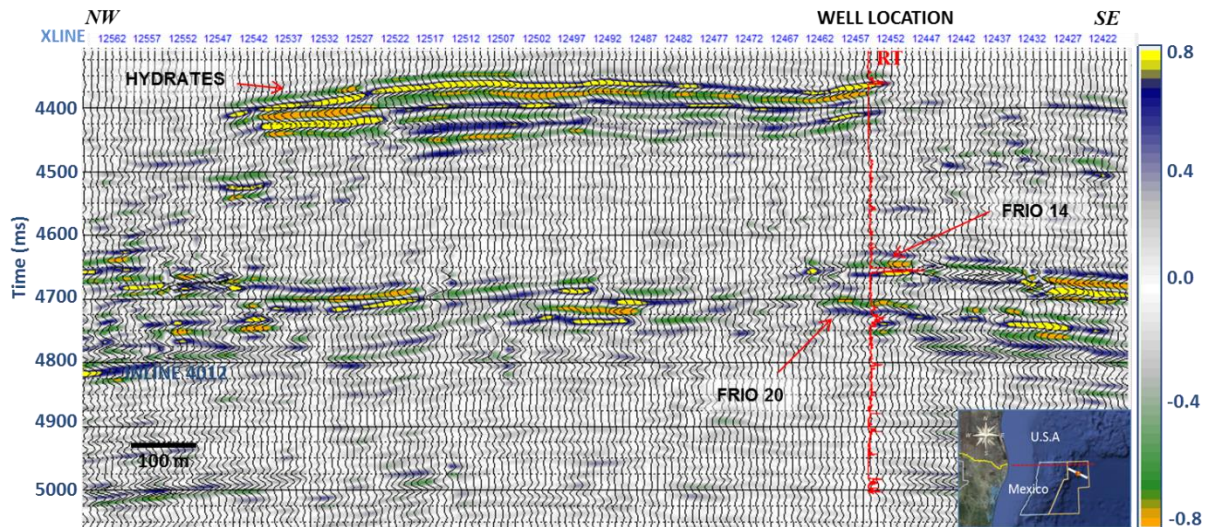 NW WELL LOCATION SE
XLINE 12562 12557 12552 12547 12542 12537 12532 12527 12522 12517 12512 12507 12502 12497 12492 12487 12482 12477 12472 12467 12462 12457 12452 12447 12442 12437 12432 12427 12422
RT
0.8
HYDRATES
4400
4500
0.4
4600
FRIO 14
Time (ms)
0.0
4700
4800
INLINE 4012
FRIO 20
-0.4
4900
U.S.A
100 m
Mexico
5000
-0.8